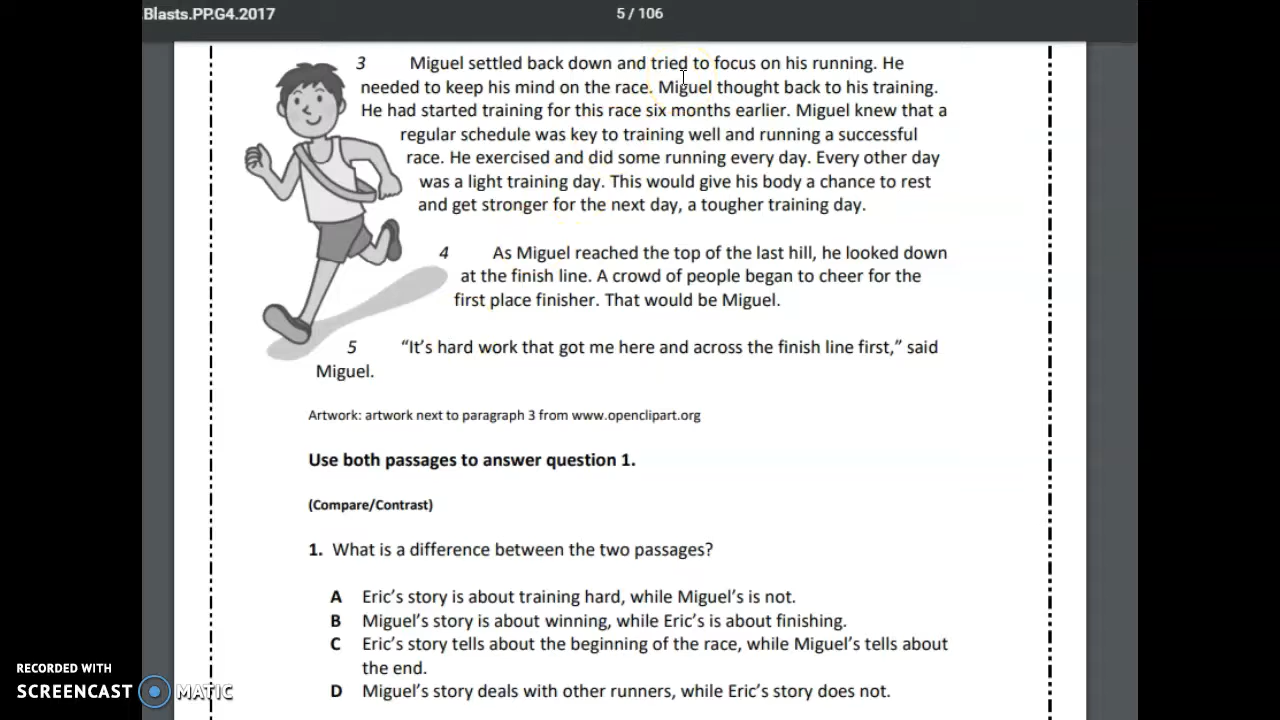 .Blasts.PP.G4.2017
5 / 106
3 Miguel settled back down and tried to focus on his running. He
needed to keep his mind on the race. Miguel thought back to his training.
He had started training for this race six months earlier. Miguel knew that a
regular schedule was key to training well and running a successful
race. He exercised and did some running every day. Every other day
was a light training day. This would give his body a chance to rest
and get stronger for the next day, a tougher training day.
4 As Miguel reached the top of the last hill, he looked down
at the finish line. A crowd of people began to cheer for the
first place finisher. That would be Miguel.
5 “It’s hard work that got me here and across the finish line first,” said
Miguel.
Artwork: artwork next to paragraph 3 from www.openclipart.org
Use both passages to answer question 1.
(Compare/Contrast)
1. What is a difference between the two passages?
A Eric’s story is about training hard, while Miguel’s is not.
B Miguel’s story is about winning, while Eric’s is about finishing.
C Eric’s story tells about the beginning of the race, while Miguel’s tells about
the end.
D Miguel’s story deals with other runners, while Eric’s story does not.
RECORDED WITH
SCREENCAST MATIC